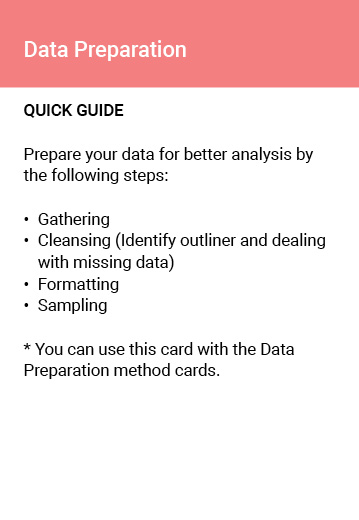 Data Preparation
QUICK GUIDE
Prepare your data for better analysis by
the following steps:
• Gathering
• Cleansing (Identify outliner and dealing
with missing data)
• Formatting
• Sampling
* You can use this card with the Data
Preparation method cards.